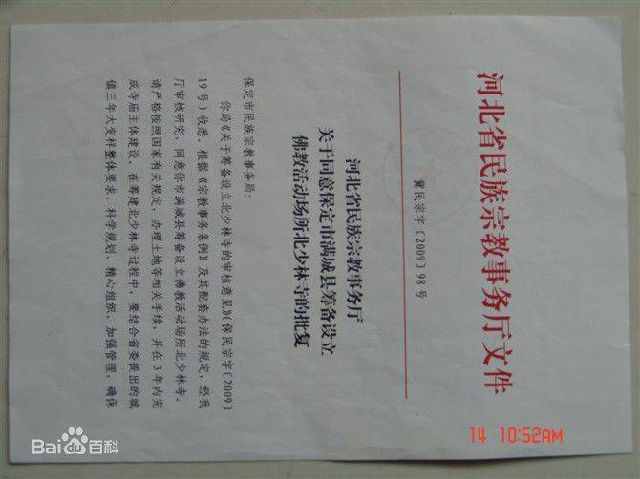 河北省民族宗教事务厅文件
冀民宗字〔2009〕98号
河北省民族宗教事务厅
关于同意保定市满城县筹备设立
佛教活动场所北少林寺的批复
保定市民族宗教事务局:
你局《关于筹备设立北少林寺的审核意见》(保民宗字〔2009〕
19号)收悉。根据《宗教事务条例》及其配套办法的规定,经我
厅审核研究,同意你市满城县筹备设立佛教活动场所北少林寺。
请严格按照国家有关规定,办理土地等相关手续,并在3年内完
成寺庙主体建设。在筹建北少林寺过程中,要结合省委提出的城
镇三年大变样整体要求,科学规划,精心组织,加强管理,确保
14 10:52AM
Bai百科